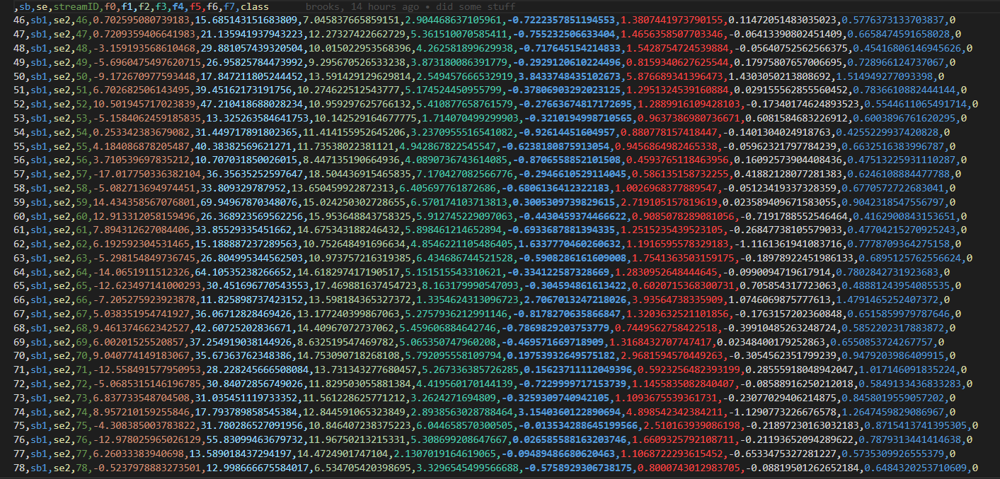 ,sb,se,streamID,f0,f1,f2,f3,f4,f5,f6,f7,class brooks, 14 hours ago • did some stuff
46,sb1,se2,46,0.702595080739183,15.685143151683809,7.045837665859151,2.904468637105961,-0.7222357851194553,1.3807441973790155,0.11472051483035023,0.5776373133703837,0
47,sb1,se2,47,0.7209359406641983,21.135941937943223,12.27327422662729,5.361510070585411,-0.755232506633404,1.4656358507703346,-0.06413390802451409,0.6658474591658028,0
48,sb1,se2,48,-3.159193568610468,29.881057439320504,10.015022953568396,4.262581899629938,-0.717645154214833,1.5428754724539884,-0.05640752562566375,0.45416806146945626,0
49,sb1,se2,49,-5.6960475497620715,26.95825784473992,9.295670526533238,3.873180086391779,-0.2929120610224496,0.8159340627625544,0.17975807657006695,0.728966124737067,0
50,sb1,se2,50,-9.172670977593448,17.847211805244452,13.591429129629814,2.549457666532919,3.8433748435102673,5.876689341396473,1.4303050213808692,1.514949277093398,0
51,sb1,se2,51,6.702682506143495,39.45162173191756,10.274622512543777,5.174524450955799,-0.37806903292023125,1.2951324539160884,0.029155562855560452,0.7836610882444144,0
52,sb1,se2,52,10.501945717023839,47.210418688028234,10.959297625766132,5.410877658761579,-0.27663674817172695,1.2889916109428103,-0.17340174624893523,0.5544611065491714,0
53,sb1,se2,53,-5.15840624591​85835,13.325263584641753,10.142529164677775,1.714070499299903,-0.3210194998710565,0.9637386980736671,0.6081584683226912,0.6003896761620295,0
54,sb1,se2,54,0.253342383679082,31.449717891802365,11.414155952645206,3.2370955516541082,-0.92614451604957,0.880778157418447,-0.1401304024918763,0.4255229937420828,0
55,sb1,se2,55,4.184086878205487,40.38382569621271,11.73538022381121,4.942867822545547,-0.6238180875913054,0.9456864982465338,-0.05962321797784239,0.6632516383996787,0
56,sb1,se2,56,3.710539697835212,10.707031850026015,8.447135190664936,4.0890736743614085,-0.8706558852101508,0.4593765118463956,0.16092573904408436,0.47513225931110287,0
57,sb1,se2,57,-17.017750336382104,36.35635252597647,18.504436915465835,7.170427082566776,-0.2946610529114045,0.586135158732255,0.41882128077281383,0.6246108884477788,0
58,sb1,se2,58,-5.082713694974451,33.809329787952,13.650459922872313,6.405697761872686,-0.6806136412322183,1.0026968377889547,-0.05123419337328359,0.6770572722683041,0
59,sb1,se2,59,14.434358567076801,69.94967870348076,15.024250302728655,6.570174103713813,0.3005309739829615,2.719105157819619,0.023589409671583055,0.9042318547556797,0
60,sb1,se2,60,12.913312058159496,26.368923569562256,15.953648843758325,5.912745229097063,-0.4430459374466622,0.9085078289081056,-0.7191788552546464,0.4162900843153651,0
61,sb1,se2,61,7.894312627084406,33.85529335451662,14.675343188246432,5.898461214652894,-0.6933687881394335,1.2515235439523105,-0.26847738105579033,0.47704215270925243,0
62,sb1,se2,62,6.192592304531465,15.188887237289563,10.752648491696634,4.8546221105486405,1.6337770460260632,1.1916595578329183,-1.1161361941083716,0.7778709364275158,0
63,sb1,se2,63,-5.298154849736745,26.804995344562503,10.973757216319385,6.434686744521528,-0.5908286161609008,1.7541363503159175,-0.18978922451986133,0.6895125762556624,0
64,sb1,se2,64,-14.0651911512326,64.10535238266652,14.618297417190517,5.151515543310621,-0.334122587328669,1.2830952648444645,-0.0990094719617914,0.7802842731923683,0
65,sb1,se2,65,-12.623497141000293,30.451696770543553,17.469881637454723,8.163179990547093,-0.304594861613422,0.6020715368300731,0.705854317723063,0.48881243954085535,0
66,sb1,se2,66,-7.205275923923878,11.825898737423152,13.598184365327372,1.3354624313096723,2.7067013247218026,3.93564738335909,1.0746069875777613,1.4791465252407372,0
67,sb1,se2,67,5.038351954741927,36.06712828469426,13.177240399867063,5.2757936212991146,-0.8178270635866847,1.3203632521101856,-0.1763157202360848,0.6515859979787646,0
68,sb1,se2,68,9.461374662342527,42.60725202836671,14.40967072737062,5.459606884642746,-0.7869829203753779,0.7449562758422518,-0.39910485263248724,0.5852202317883872,0
69,sb1,se2,69,6.00201525520857,37.254919038144926,8.632519547469782,5.065350747960208,-0.469571669718909,1.3168432707747417,0.02348400179252863,0.6550853724267757,0
70,sb1,se2,70,9.040774149183067,35.67363762348386,14.753090718268108,5.792095558109794,0.19753932649575182,2.9681594570449263,-0.3054562351799239,0.9479203986409915,0
71,sb1,se2,71,-12.558491577950953,28.228245666508084,13.731343277680457,5.267336385726285,0.15623711112049396,0.5923256482393199,0.28555918048942047,1.017146091835224,0
72,sb1,se2,72,-5.0685315146196785,30.84072856749026,11.829503055881384,4.419560170144139,-0.7229997​17153739,1.1455835082840407,-0.08588916250212018,0.5849133436833283,0
73,sb1,se2,73,6.837733548704508,31.035451119733352,11.561228625771212,3.2624271694809,-0.3259309740942105,1.1093675539361731,-0.23077029406214875,0.8458019559057202,0
74,sb1,se2,74,8.957210159255846,17.793789858545384,12.844591065323849,2.8938563028788464,3.1540360122890694,4.898542342384211,-1.1290773226676578,1.2647459829086967,0
75,sb1,se2,75,-4.308385003783822,31.780286527091956,10.846407238375223,6.044658570300505,-0.013534288645199566,2.510163939086198,-0.21897230163032183,0.8715413741395305,0
76,sb1,se2,76,-12.978025965026129,55.83099463679732,11.967502​13215331,5.308699208647667,0.026585588163203746,1.6609325792108711,-0.21193652094289622,0.7879313441414638,0
77,sb1,se2,77,6.26033383940698,13.589018437294197,14.4724901747104,2.1307019164619065,-0.09489486680620463,1.1068722293615452,-0.6533475327281227,0.5735309926555379,0
78,sb1,se2,78,-0.5237978883273501,12.998666675584017,6.534705420398695,3.3296545499566688,-0.5758929306738175,0.8000743012983705,-0.08819501262652184,0.6484320253710609,0